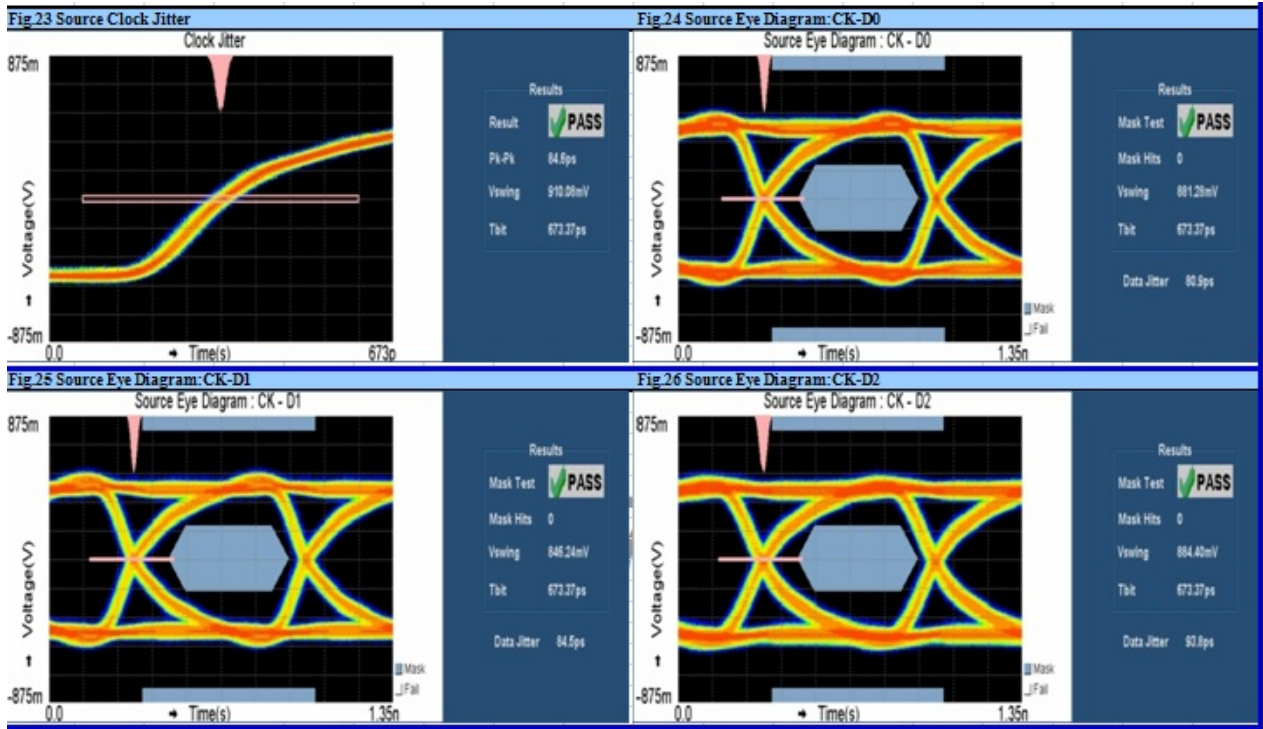 Fig.23 Source Clock Jitter
Clock Jitter
875m
Voltage(V)
-875m
0.0
Time(s)
673p
Results
Result PASS
Pk-Pk 84.6ps
Vswing 910.08mV
Tbit 673.37ps
Fig.24 Source Eye Diagram:CK-D0
Source Eye Diagram : CK - D0
875m
Voltage(V)
-875m
0.0
Time(s)
1.35n
Mask
Fail
Results
Mask Test PASS
Mask Hits 0
Vswing 881.28mV
Tbit 673.37ps
Data Jitter 80.9ps
Fig.25 Source Eye Diagram:CK-D1
Source Eye Diagram : CK - D1
875m
Voltage(V)
-875m
0.0
Time(s)
1.35n
Mask
Fail
Results
Mask Test PASS
Mask Hits 0
Vswing 846.24mV
Tbit 673.37ps
Data Jitter 84.5ps
Fig.26 Source Eye Diagram:CK-D2
Source Eye Diagram : CK - D2
875m
Voltage(V)
-875m
0.0
Time(s)
1.35n
Mask
Fail
Results
Mask Test PASS
Mask Hits 0
Vswing 884.40mV
Tbit 673.37ps
Data Jitter 93.8ps